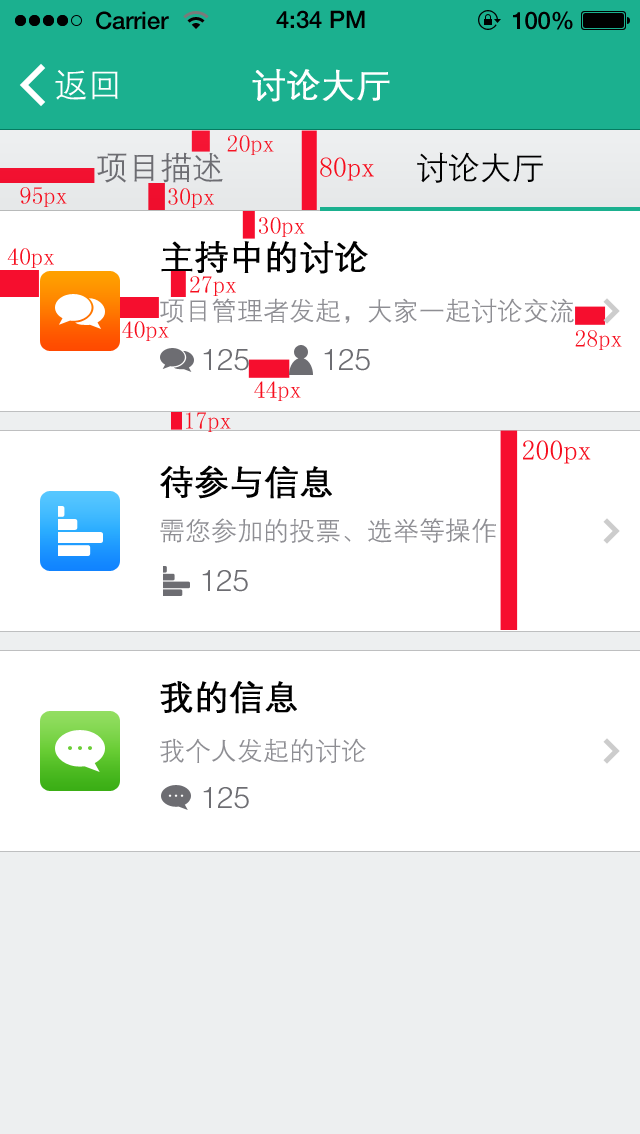 Carrier 4:34 PM 100%
返回 讨论大厅
20px
项目描述 80px 讨论大厅
95px 30px
30px
40px 主持中的讨论
27px
项目管理者发起，大家一起讨论交流
40px 28px
125 125
44px
17px
200px
待参与信息
需您参加的投票、选举等操作
125
我的信息
我个人发起的讨论
125